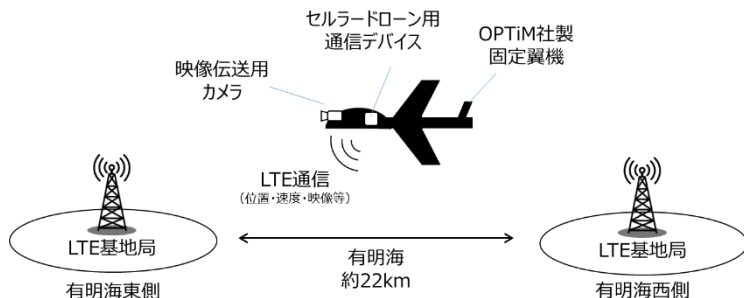 セルラードローン用
通信デバイス
OPTiM社製
固定翼機
映像伝送用
カメラ
LTE通信
(位置・速度・映像等)
LTE基地局
LTE基地局
有明海
約22km
有明海東側
有明海西側